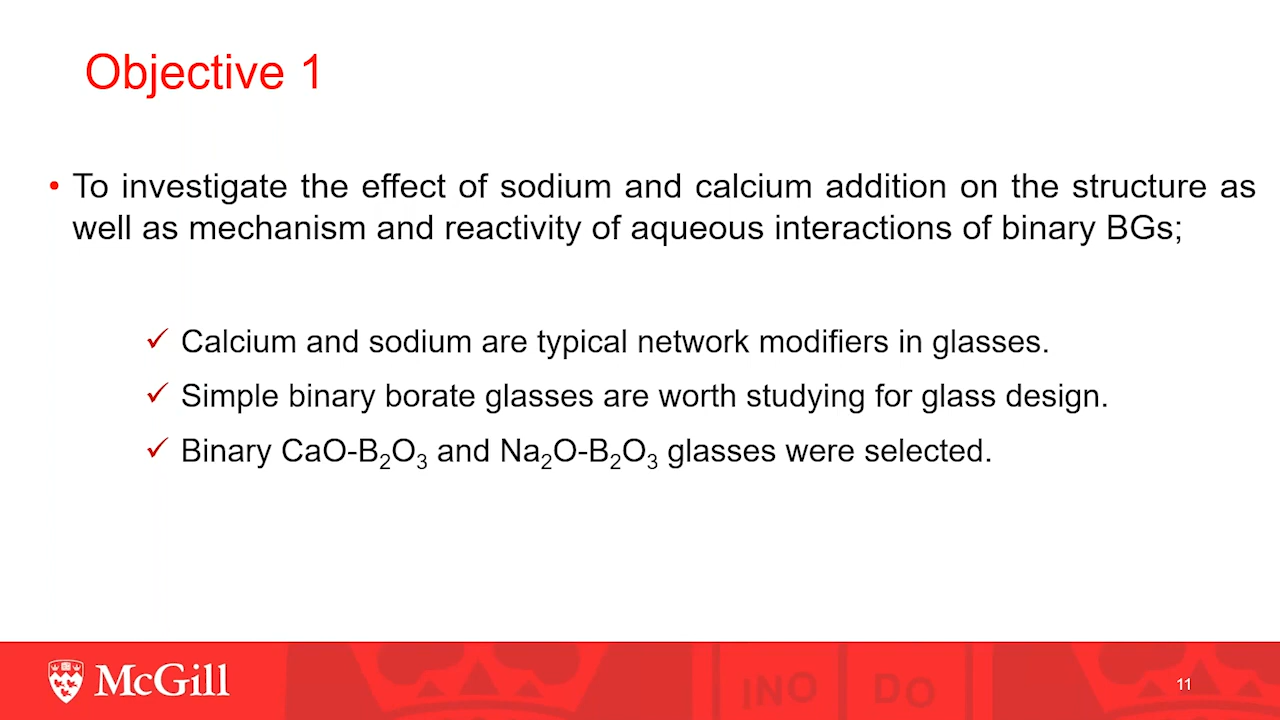 Objective 1
• To investigate the effect of sodium and calcium addition on the structure as
well as mechanism and reactivity of aqueous interactions of binary BGs;
✓ Calcium and sodium are typical network modifiers in glasses.
✓ Simple binary borate glasses are worth studying for glass design.
✓ Binary CaO-B₂O₃ and Na₂O-B₂O₃ glasses were selected.
McGill
INO DO
11